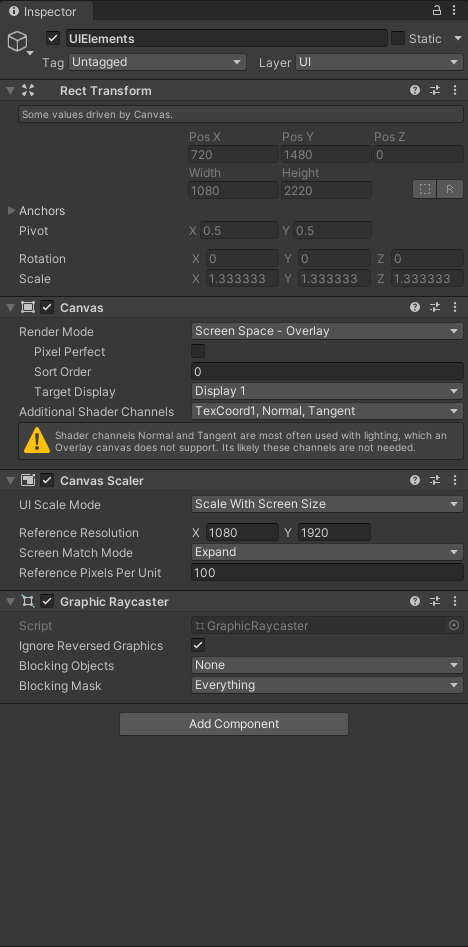 Inspector
UIElements Static
Tag Untagged Layer UI
Rect Transform
Some values driven by Canvas.
Pos X Pos Y Pos Z
720 1480 0
Width Height
1080 2220 R
Anchors
Pivot X 0.5 Y 0.5
Rotation X 0 Y 0 Z 0
Scale X 1.333333 Y 1.333333 Z 1.333333
Canvas
Render Mode Screen Space - Overlay
Pixel Perfect
Sort Order 0
Target Display Display 1
Additional Shader Channels TexCoord1, Normal, Tangent
Shader channels Normal and Tangent are most often used with lighting, which an
Overlay canvas does not support. Its likely these channels are not needed.
Canvas Scaler
UI Scale Mode Scale With Screen Size
Reference Resolution X 1080 Y 1920
Screen Match Mode Expand
Reference Pixels Per Unit 100
Graphic Raycaster
Script GraphicRaycaster
Ignore Reversed Graphics
Blocking Objects None
Blocking Mask Everything
Add Component